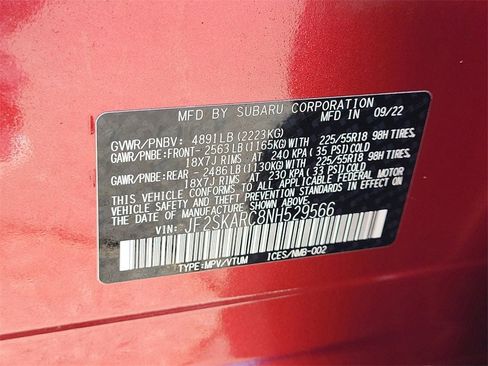 MFD BY SUBARU CORPORATION
MFD IN 09/22
GVWR/PNBV: 4891LB(2223KG)
GAWR/PNBE:FRONT- 2563LB(1165KG)WITH 225/55R18 98H TIRES,
18X7J RIMS AT 240 KPA(35 PSI)COLD
GAWR/PNBE:REAR - 2486LB(1130KG)WITH 225/55R18 98H TIRES,
18X7J RIMS AT 230 KPA(33 PSI)COLD
THIS VEHICLE CONFORMS TO ALL APPLICABLE FEDERAL MOTOR
VEHICLE SAFETY STANDARDS IN EFFECT ON
THE DATE OF MANUFACTURE SHOWN ABOVE.
VIN: JF2SKARC8NH529566
TYPE:MPV/VTUM ICES/NMB-002